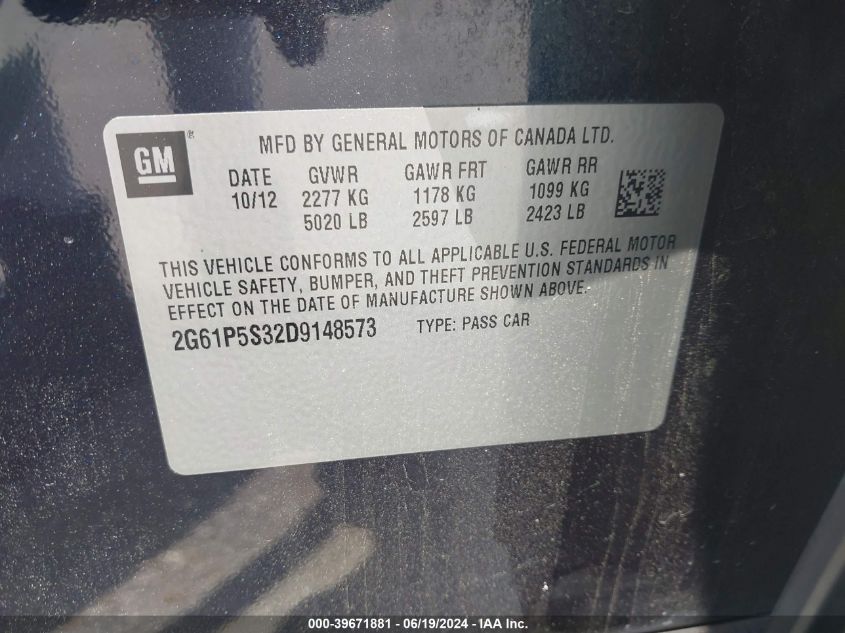 GM ®
MFD BY GENERAL MOTORS OF CANADA LTD.
DATE GVWR GAWR FRT GAWR RR
10/12 2277 KG 1178 KG 1099 KG
5020 LB 2597 LB 2423 LB
THIS VEHICLE CONFORMS TO ALL APPLICABLE U.S. FEDERAL MOTOR
VEHICLE SAFETY, BUMPER, AND THEFT PREVENTION STANDARDS IN
EFFECT ON THE DATE OF MANUFACTURE SHOWN ABOVE.
2G61P5S32D9148573 TYPE: PASS CAR
000-39671881 - 06/19/2024 - IAA Inc.